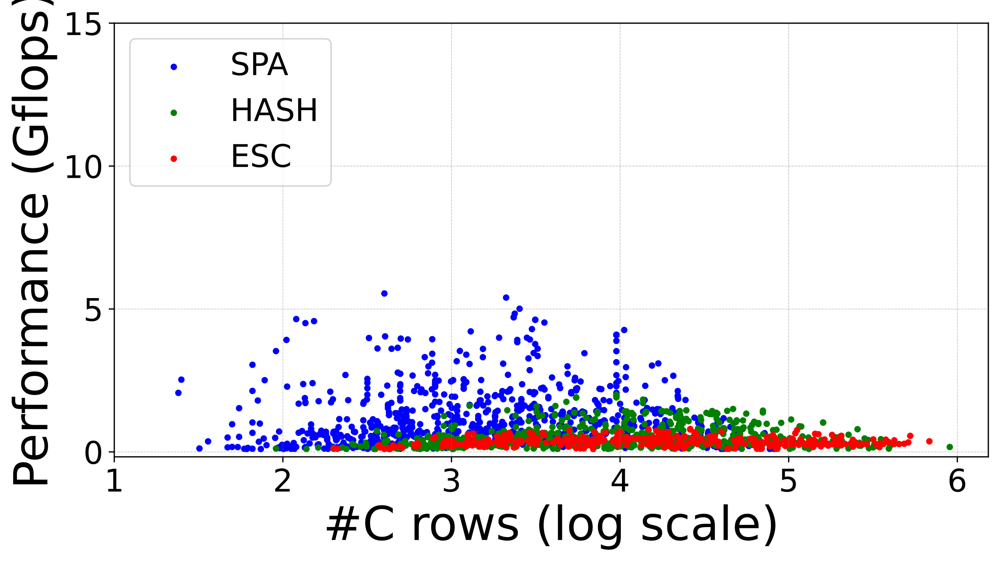 Performance (Gflops)
15
10
5
0
SPA
HASH
ESC
1 2 3 4 5 6
#C rows (log scale)